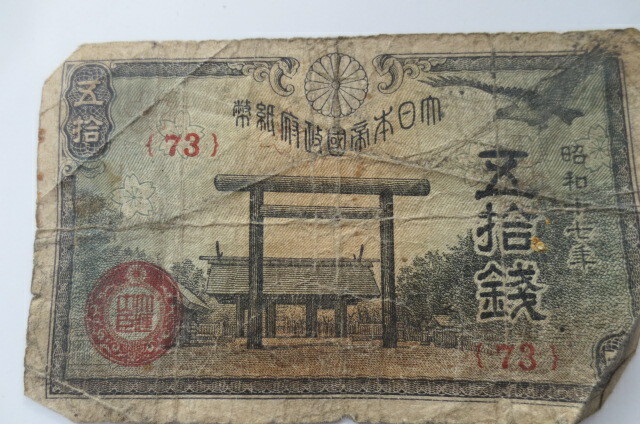 五拾
大日本帝國政府紙幣
{73}
昭和十七年
五拾錢
{73}